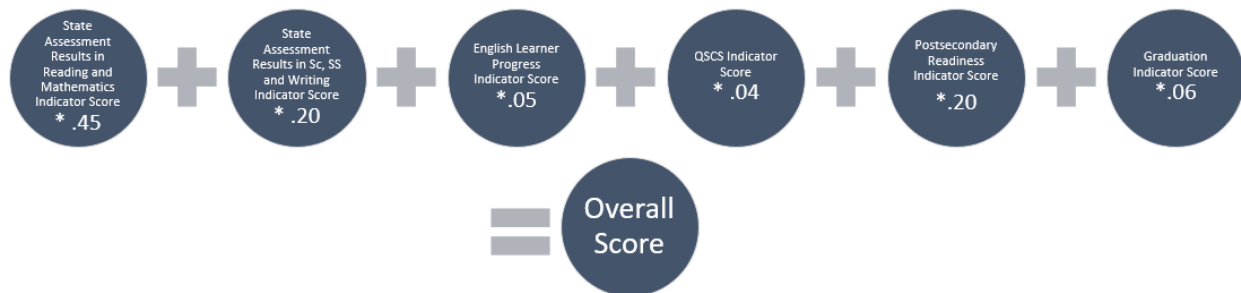 State
Assessment
Results in
Reading and
Mathematics
Indicator Score
* .45
State
Assessment
Results in Sc, SS
and Writing
Indicator Score
* .20
English Learner
Progress
Indicator Score
*.05
QSCS Indicator
Score
* .04
Postsecondary
Readiness
Indicator Score
*.20
Graduation
Indicator Score
*.06
Overall
Score